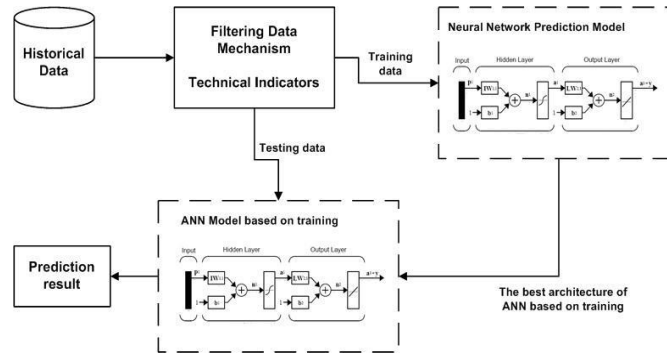 Historical
Data
Filtering Data
Mechanism
Technical Indicators
Training
data
Neural Network Prediction Model
Input
Hidden Layer
Output Layer
Testing data
ANN Model based on training
Input
Hidden Layer
Output Layer
Prediction
result
The best architecture of
ANN based on training